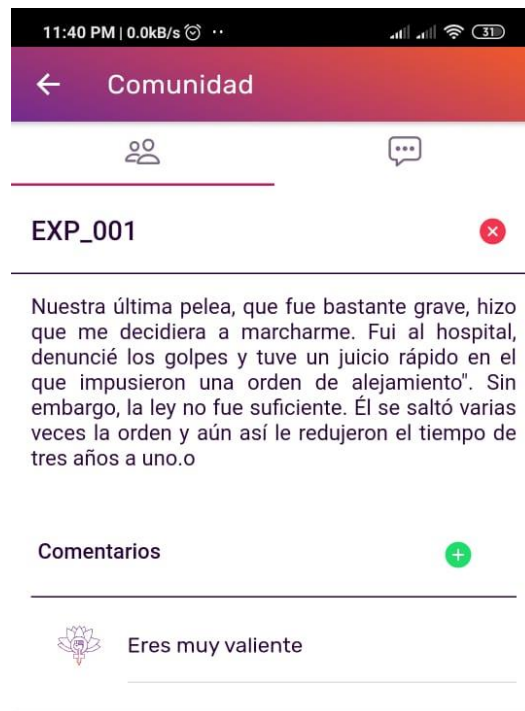 11:40 PM | 0.0kB/s
31
Comunidad
EXP_001
Nuestra última pelea, que fue bastante grave, hizo
que me decidiera a marcharme. Fui al hospital,
denuncié los golpes y tuve un juicio rápido en el
que impusieron una orden de alejamiento". Sin
embargo, la ley no fue suficiente. Él se saltó varias
veces la orden y aún así le redujeron el tiempo de
tres años a uno.o
Comentarios
Eres muy valiente